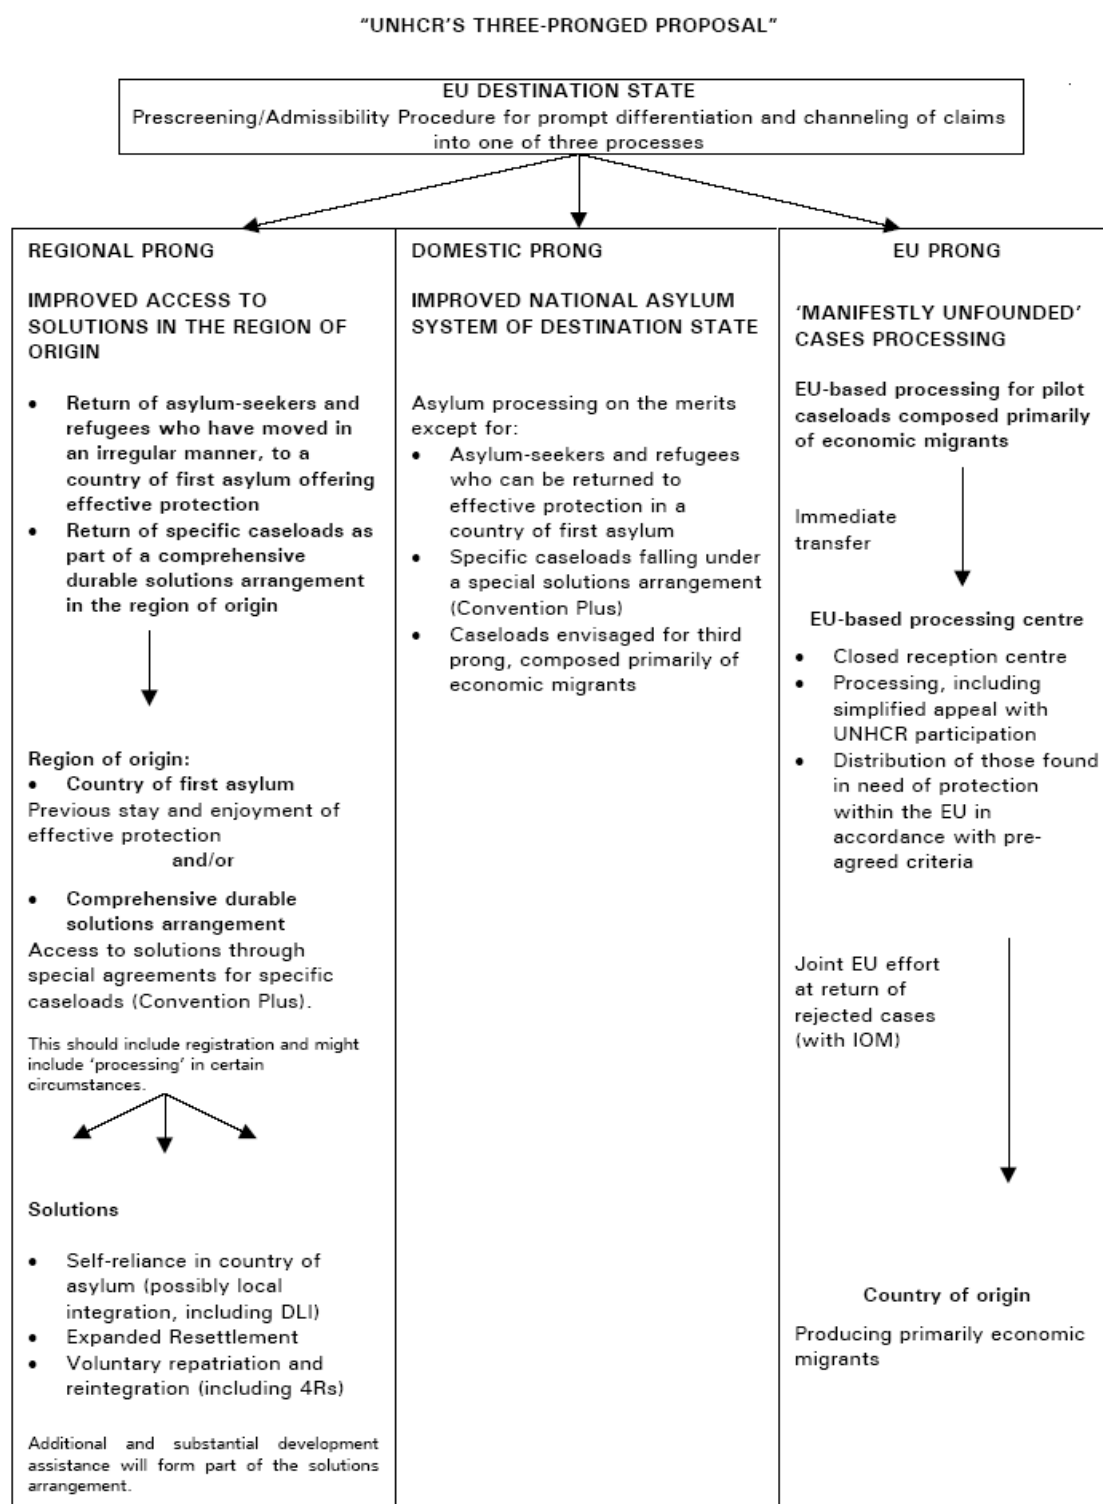 “UNHCR’S THREE-PRONGED PROPOSAL”
EU DESTINATION STATE
Prescreening/Admissibility Procedure for prompt differentiation and channeling of claims
into one of three processes
REGIONAL PRONG
IMPROVED ACCESS TO
SOLUTIONS IN THE REGION OF
ORIGIN
• Return of asylum-seekers and
refugees who have moved in
an irregular manner, to a
country of first asylum offering
effective protection
• Return of specific caseloads as
part of a comprehensive
durable solutions arrangement
in the region of origin
Region of origin:
• Country of first asylum
Previous stay and enjoyment of
effective protection
and/or
• Comprehensive durable
solutions arrangement
Access to solutions through
special agreements for specific
caseloads (Convention Plus).
This should include registration and might
include ‘processing’ in certain
circumstances.
Solutions
• Self-reliance in country of
asylum (possibly local
integration, including DLI)
• Expanded Resettlement
• Voluntary repatriation and
reintegration (including 4Rs)
Additional and substantial development
assistance will form part of the solutions
arrangement.
DOMESTIC PRONG
IMPROVED NATIONAL ASYLUM
SYSTEM OF DESTINATION STATE
Asylum processing on the merits
except for:
• Asylum-seekers and refugees
who can be returned to
effective protection in a
country of first asylum
• Specific caseloads falling under
a special solutions arrangement
(Convention Plus)
• Caseloads envisaged for third
prong, composed primarily of
economic migrants
EU PRONG
‘MANIFESTLY UNFOUNDED’
CASES PROCESSING
EU-based processing for pilot
caseloads composed primarily
of economic migrants
Immediate
transfer
EU-based processing centre
• Closed reception centre
• Processing, including
simplified appeal with
UNHCR participation
• Distribution of those found
in need of protection
within the EU in
accordance with pre-
agreed criteria
Joint EU effort
at return of
rejected cases
(with IOM)
Country of origin
Producing primarily economic
migrants